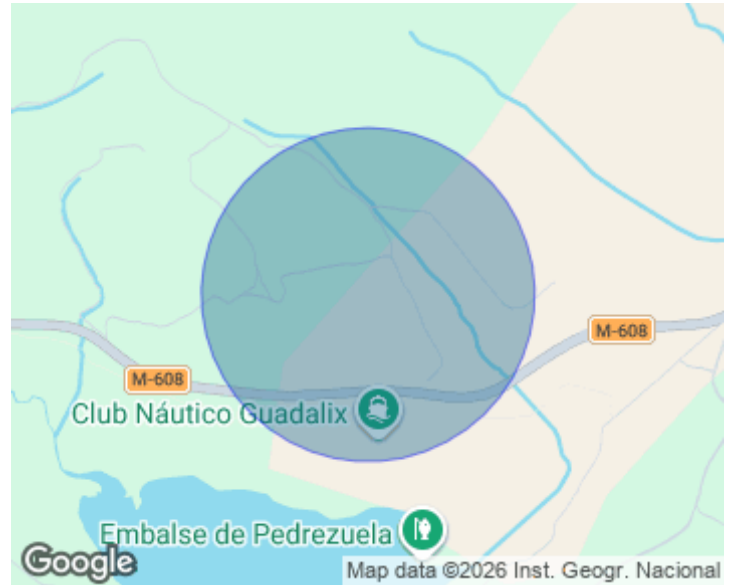 M-608
M-608
Club Náutico Guadalix
Embalse de Pedrezuela
Google
Map data ©2026 Inst. Geogr. Nacional